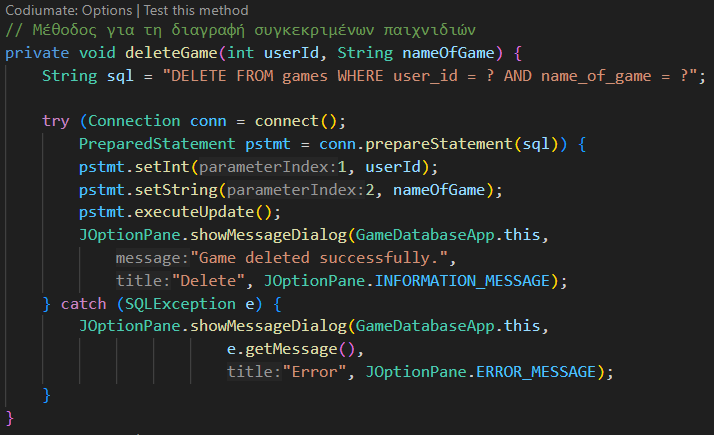 Codiumate: Options | Test this method
// Μέθοδος για τη διαγραφή συγκεκριμένων παιχνιδιών
private void deleteGame(int userId, String nameOfGame) {
    String sql = "DELETE FROM games WHERE user_id = ? AND name_of_game = ?";

    try (Connection conn = connect();
        PreparedStatement pstmt = conn.prepareStatement(sql)) {
        pstmt.setInt(parameterIndex:1, userId);
        pstmt.setString(parameterIndex:2, nameOfGame);
        pstmt.executeUpdate();
        JOptionPane.showMessageDialog(GameDatabaseApp.this,
            message:"Game deleted successfully.",
            title:"Delete", JOptionPane.INFORMATION_MESSAGE);
    } catch (SQLException e) {
        JOptionPane.showMessageDialog(GameDatabaseApp.this,
                        e.getMessage(),
                        title:"Error", JOptionPane.ERROR_MESSAGE);
    }
}